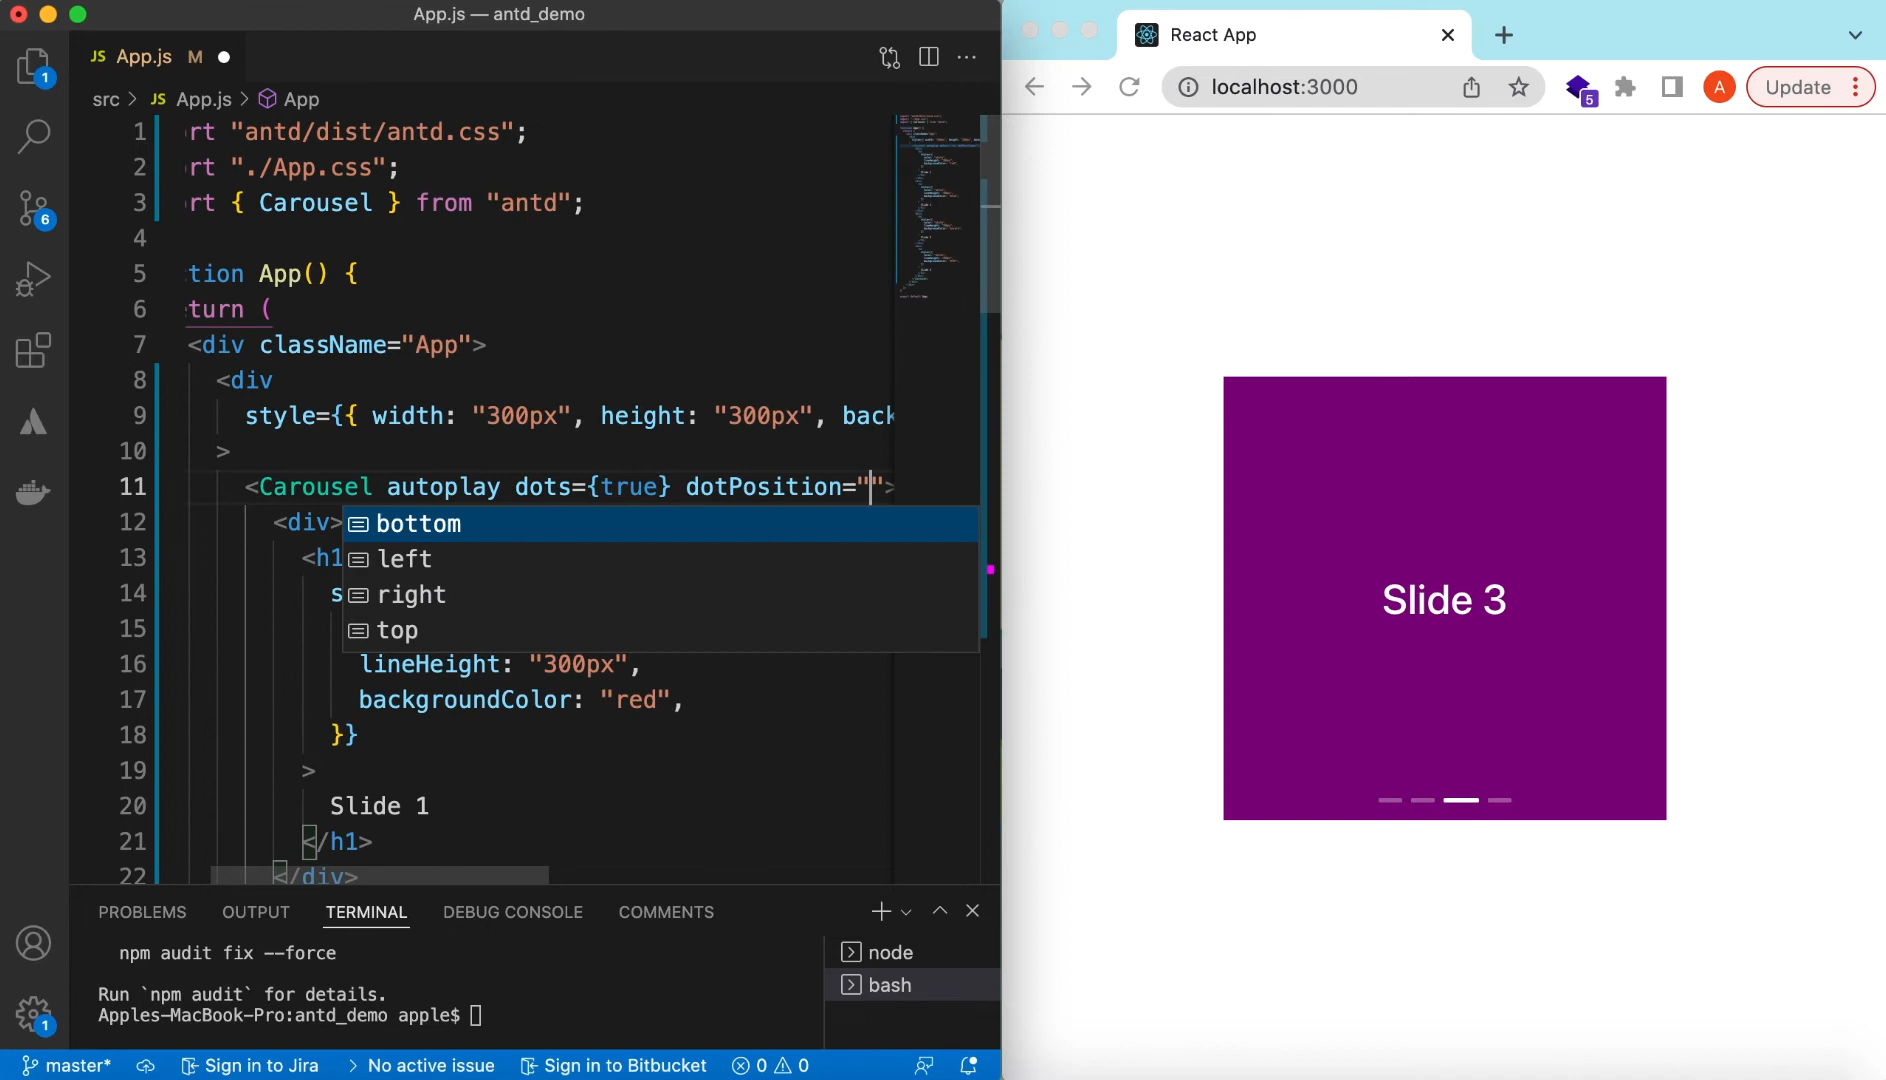 App.js — antd_demo
JS App.js M
src > JS App.js > App
1 rt "antd/dist/antd.css";
2 rt "./App.css";
3 rt { Carousel } from "antd";
4
5 tion App() {
6 turn (
7 <div className="App">
8 <div
9 style={{ width: "300px", height: "300px", back
10 >
11 <Carousel autoplay dots={true} dotPosition="">
12 <div>
13 <h1
14 s
15
16 lineHeight: "300px",
17 backgroundColor: "red",
18 }}
19 >
20 Slide 1
21 </h1>
22 </div>
bottom
left
right
top
1
6
1
PROBLEMS OUTPUT TERMINAL DEBUG CONSOLE COMMENTS
npm audit fix --force
Run `npm audit` for details.
Apples-MacBook-Pro:antd_demo apple$
node
bash
master* Sign in to Jira No active issue Sign in to Bitbucket 0 0
React App
localhost:3000
5
A
Update
Slide 3